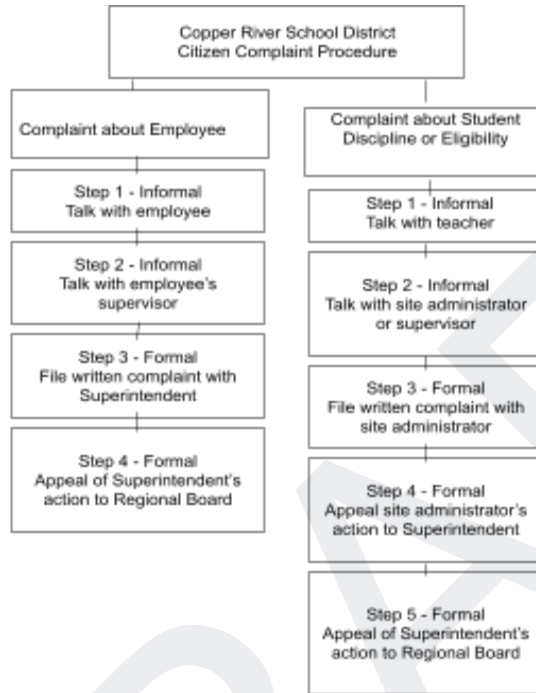 Copper River School District
Citizen Complaint Procedure
Complaint about Employee
Step 1 - Informal
Talk with employee
Step 2 - Informal
Talk with employee's
supervisor
Step 3 - Formal
File written complaint with
Superintendent
Step 4 - Formal
Appeal of Superintendent's
action to Regional Board
Complaint about Student
Discipline or Eligibility
Step 1 - Informal
Talk with teacher
Step 2 - Informal
Talk with site administrator
or supervisor
Step 3 - Formal
File written complaint with
site administrator
Step 4 - Formal
Appeal site administrator's
action to Superintendent
Step 5 - Formal
Appeal of Superintendent's
action to Regional Board